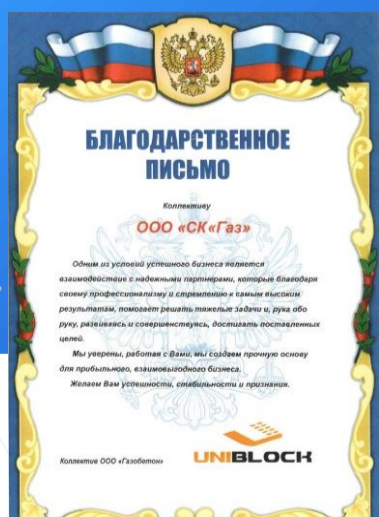 БЛАГОДАРСТВЕННОЕ
ПИСЬМО
Коллективу
ООО «СК«Газ»
Одним из условий успешного бизнеса является
взаимодействие с надежными партнерами, которые благодаря
своему профессионализму и стремлению к самым высоким
результатам, помогает решать тяжелые задачи и, рука обо
руку, развиваясь и совершенствуясь, достигать поставленных
целей.
Мы уверены, работая с Вами, мы создаем прочную основу
для прибыльного, взаимовыгодного бизнеса.
Желаем Вам успешности, стабильности и признания.
Коллектив ООО «Газобетон»
UNIBLOCK